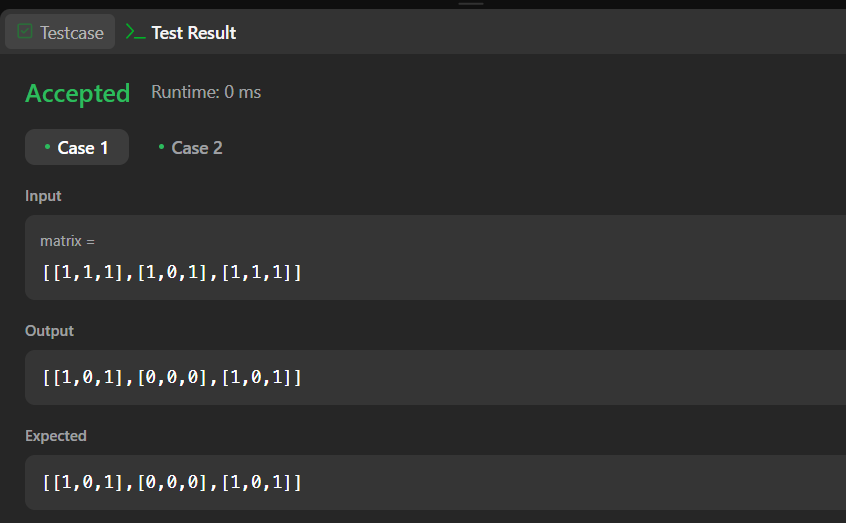 Testcase
Test Result
Accepted Runtime: 0 ms
Case 1 Case 2
Input
matrix =
[[1,1,1],[1,0,1],[1,1,1]]
Output
[[1,0,1],[0,0,0],[1,0,1]]
Expected
[[1,0,1],[0,0,0],[1,0,1]]